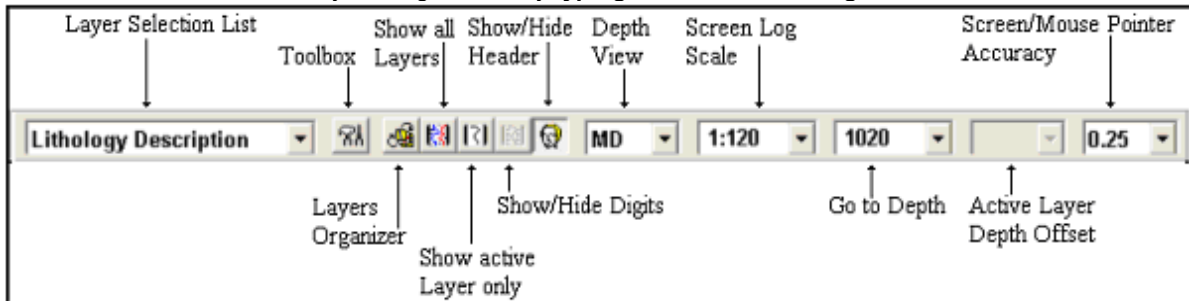 Layer Selection List
Toolbox
Show all
Layers
Show/Hide
Header
Depth
View
Screen Log
Scale
Screen/Mouse Pointer
Accuracy
Lithology Description
MD
1:120
1020
0.25
Layers
Organizer
Show active
Layer only
Show/Hide Digits
Go to Depth
Active Layer
Depth Offset